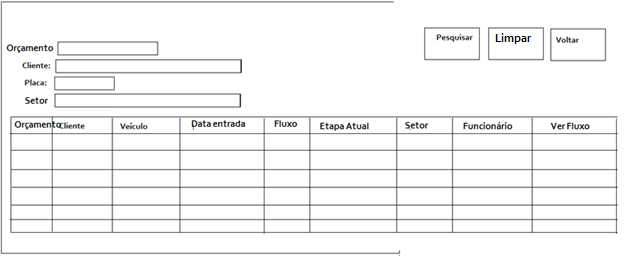 Pesquisar Limpar Voltar
Orçamento
Cliente:
Placa:
Setor
Orçamento Cliente Veículo Data entrada Fluxo Etapa Atual Setor Funcionário Ver Fluxo